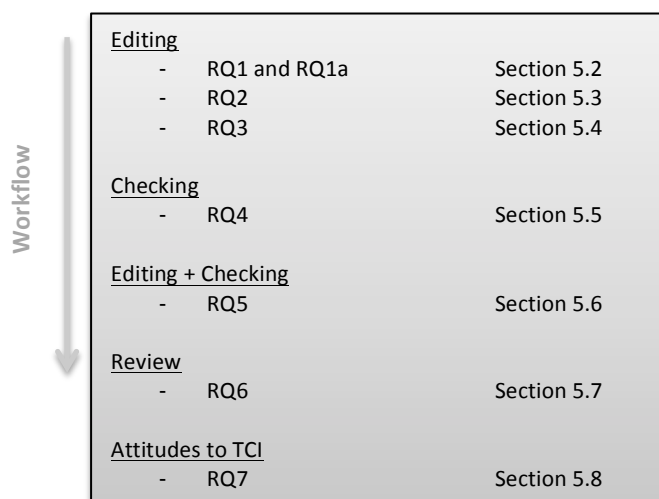 Workflow
Editing
- RQ1 and RQ1a Section 5.2
- RQ2 Section 5.3
- RQ3 Section 5.4
Checking
- RQ4 Section 5.5
Editing + Checking
- RQ5 Section 5.6
Review
- RQ6 Section 5.7
Attitudes to TCI
- RQ7 Section 5.8